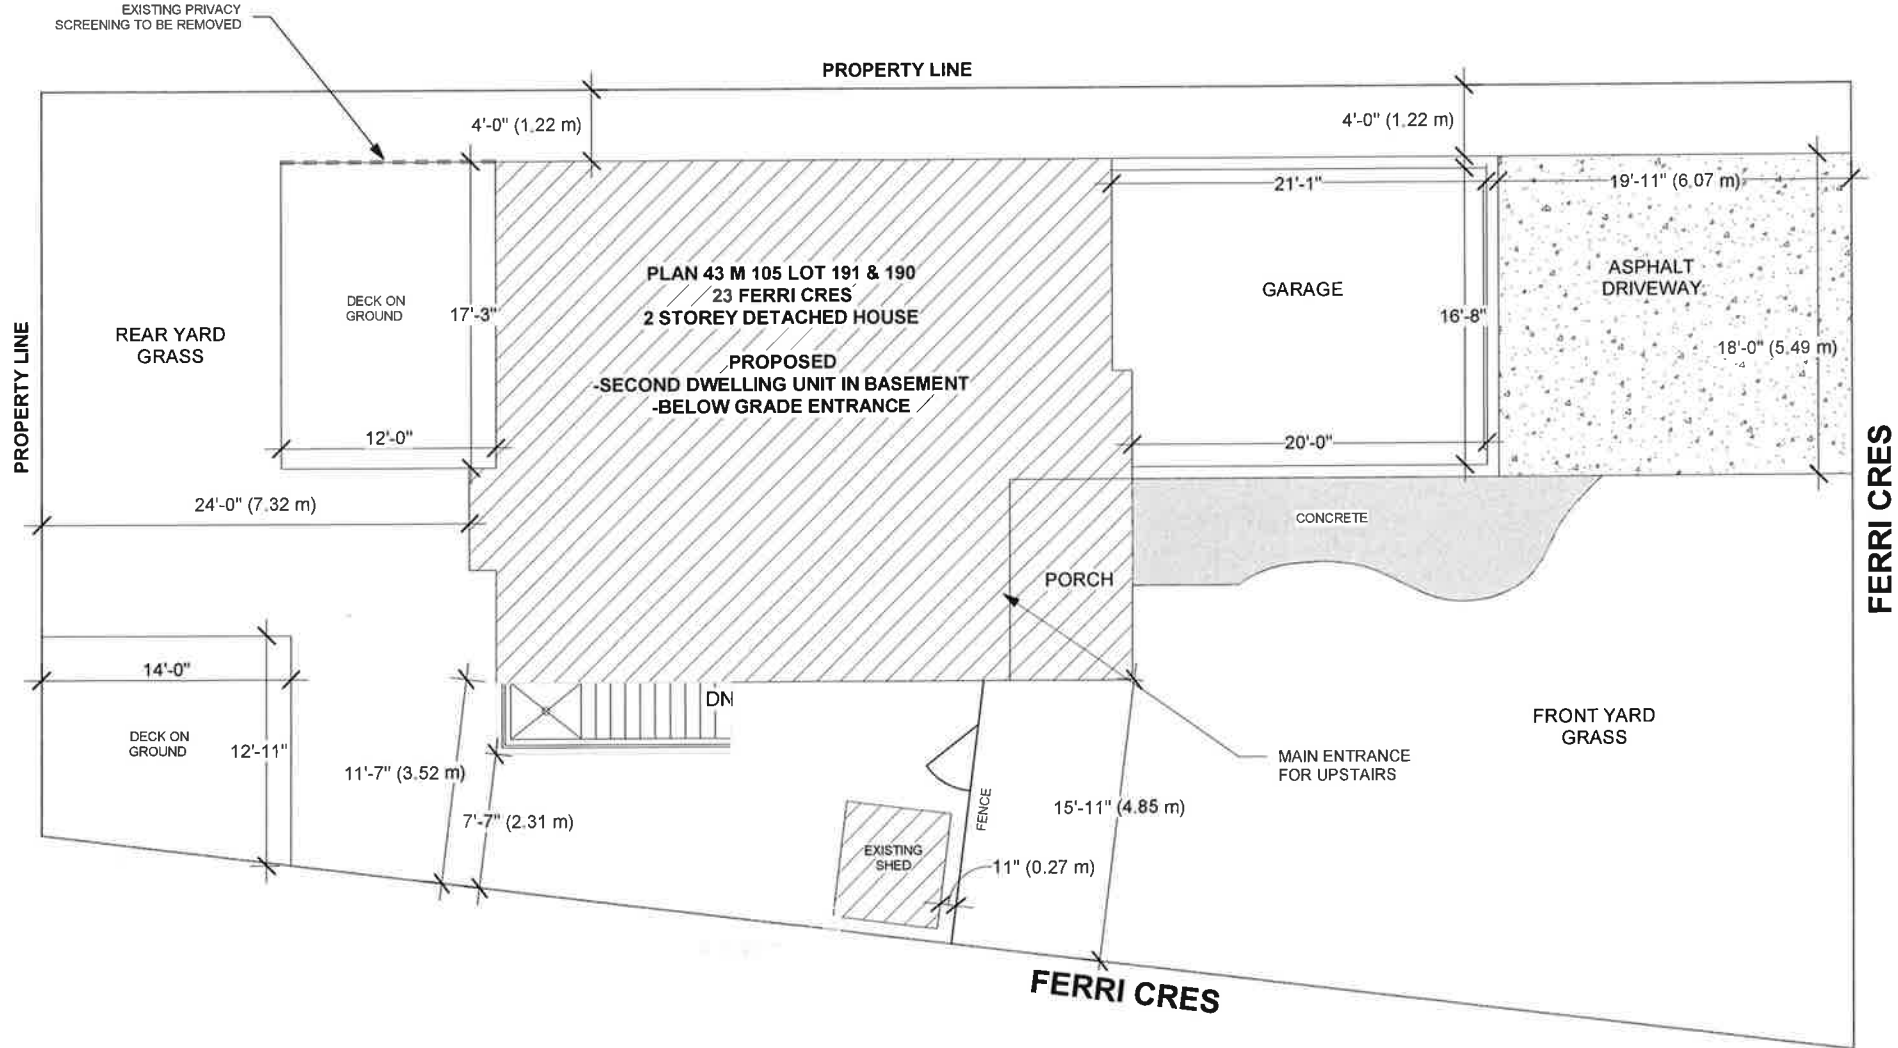 EXISTING PRIVACY
SCREENING TO BE REMOVED
PROPERTY LINE
4'-0" (1.22 m)
4'-0" (1.22 m)
21'-1"
19'-11" (6.07 m)
PLAN 43 M 105 LOT 191 & 190
23 FERRI CRES
2 STOREY DETACHED HOUSE
PROPOSED
-SECOND DWELLING UNIT IN BASEMENT
-BELOW GRADE ENTRANCE
GARAGE
ASPHALT
DRIVEWAY
DECK ON
GROUND
17'-3"
16'-8"
REAR YARD
GRASS
18'-0" (5.49 m)
PROPERTY LINE
12'-0"
20'-0"
24'-0" (7.32 m)
CONCRETE
FERRI CRES
PORCH
14'-0"
DN
FRONT YARD
GRASS
DECK ON
GROUND
12'-11"
11'-7" (3.52 m)
MAIN ENTRANCE
FOR UPSTAIRS
7'-7" (2.31 m)
FENCE
15'-11" (4.85 m)
EXISTING
SHED
11" (0.27 m)
FERRI CRES